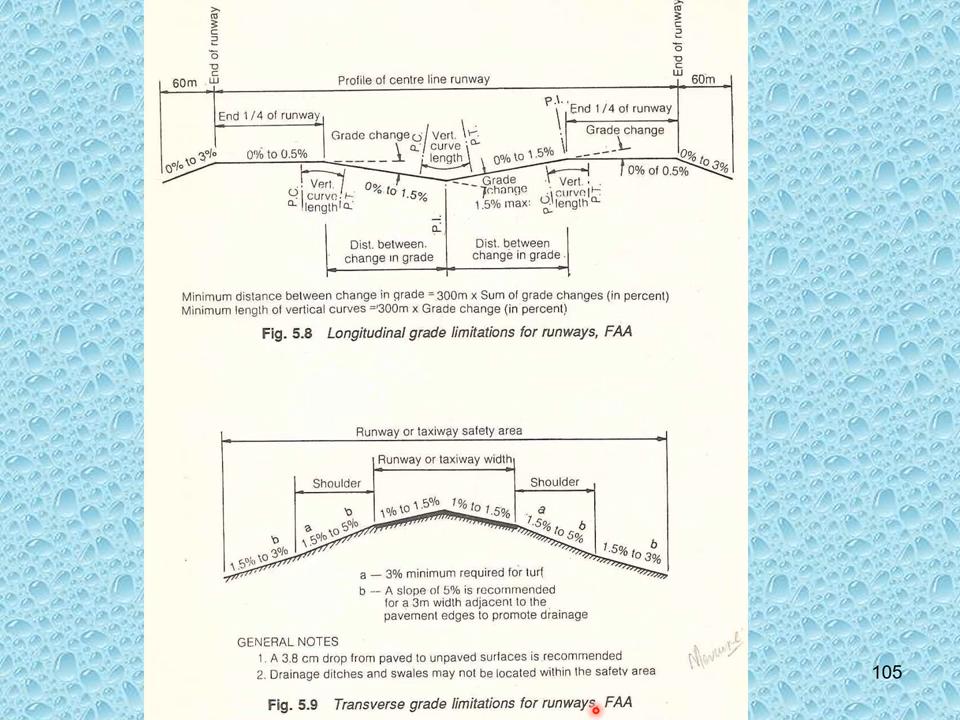 End of runway
End of runway
60m
Profile of centre line runway
60m
End 1/4 of runway
P.I.
End 1/4 of runway
Grade change
P.C.
Vert.
curve
length
P.T.
Grade change
0% to 3%
0% to 0.5%
0% to 1.5%
0% to 3%
0% of 0.5%
P.C.
Vert.
curve
length
P.T.
0% to 1.5%
Grade
change
1.5% max:
P.C.
Vert.
curve
length
P.T.
P.I.
Dist. between.
change in grade
Dist. between
change in grade
Minimum distance between change in grade = 300m x Sum of grade changes (in percent)
Minimum length of vertical curves = 300m x Grade change (in percent)
Fig. 5.8 Longitudinal grade limitations for runways, FAA
Runway or taxiway safety area
Runway or taxiway width
Shoulder
Shoulder
b
1.5% to 3%
a b
1.5% to 5%
1% to 1.5%
1% to 1.5%
a b
1.5% to 5%
b
1.5% to 3%
a — 3% minimum required for turf
b — A slope of 5% is recommended
for a 3m width adjacent to the
pavement edges to promote drainage
GENERAL NOTES
1. A 3.8 cm drop from paved to unpaved surfaces is recommended
2. Drainage ditches and swales may not be located within the safety area
105
Fig. 5.9 Transverse grade limitations for runways, FAA